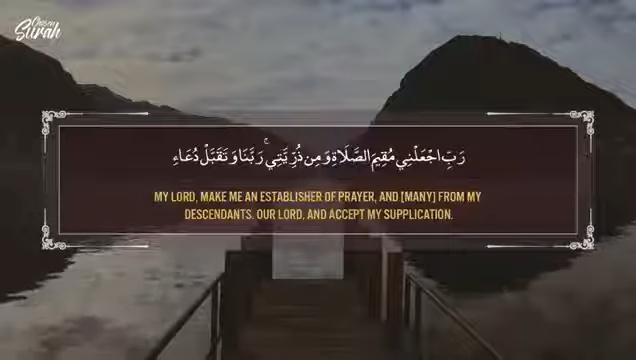 Chosen
Surah
رَبِّ اجْعَلْنِي مُقِيمَ الصَّلَاةِ وَمِن ذُرِّيَّتِي ۚ رَبَّنَا وَتَقَبَّلْ دُعَاءِ
MY LORD, MAKE ME AN ESTABLISHER OF PRAYER, AND [MANY] FROM MY
DESCENDANTS. OUR LORD, AND ACCEPT MY SUPPLICATION.